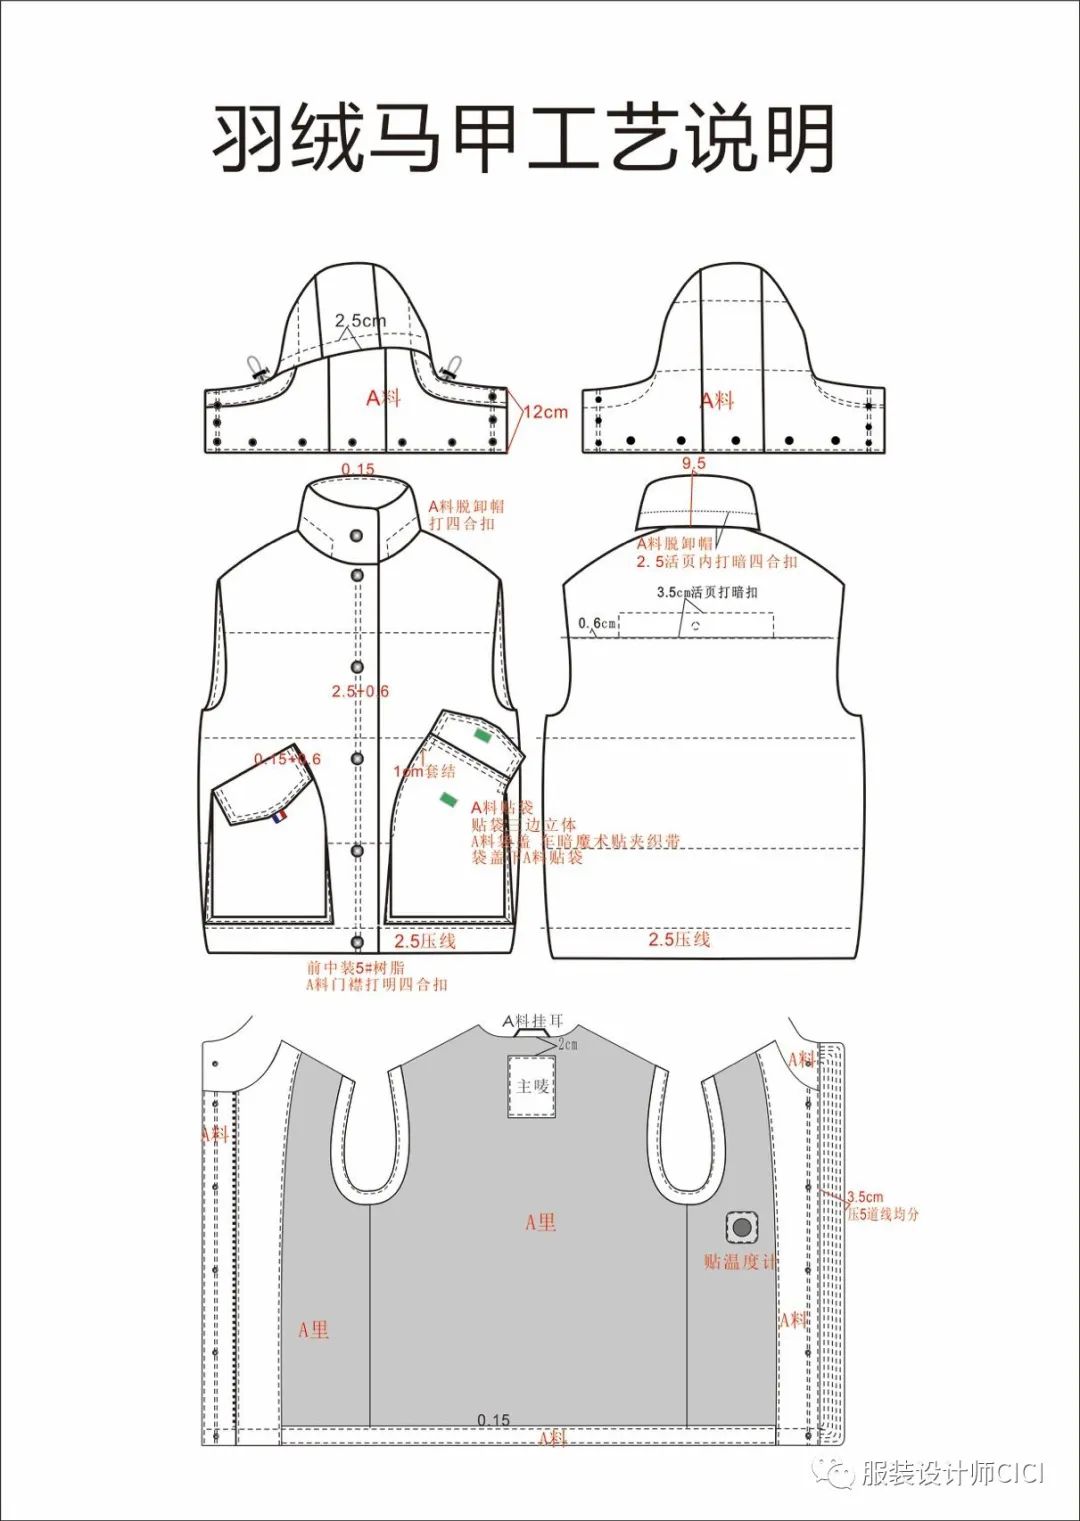 羽绒马甲工艺说明
2.5cm
A料
12cm
A料
0.15
9.5
A料脱卸帽
打四合扣
A料脱卸帽
2.5活页内打暗四合扣
3.5cm活页打暗扣
0.6cm
2.5+0.6
0.15+0.6
1cm套结
A料贴袋
贴袋三边立体
A料袋盖 车暗魔术贴夹织带
袋盖下A料贴袋
2.5压线
2.5压线
前中装5#树脂
A料门襟打明四合扣
A料挂耳
2cm
主唛
A料
A料
3.5cm
压5道线均分
A里
贴温度计
A里
A料
0.15
A料
服装设计师CICI